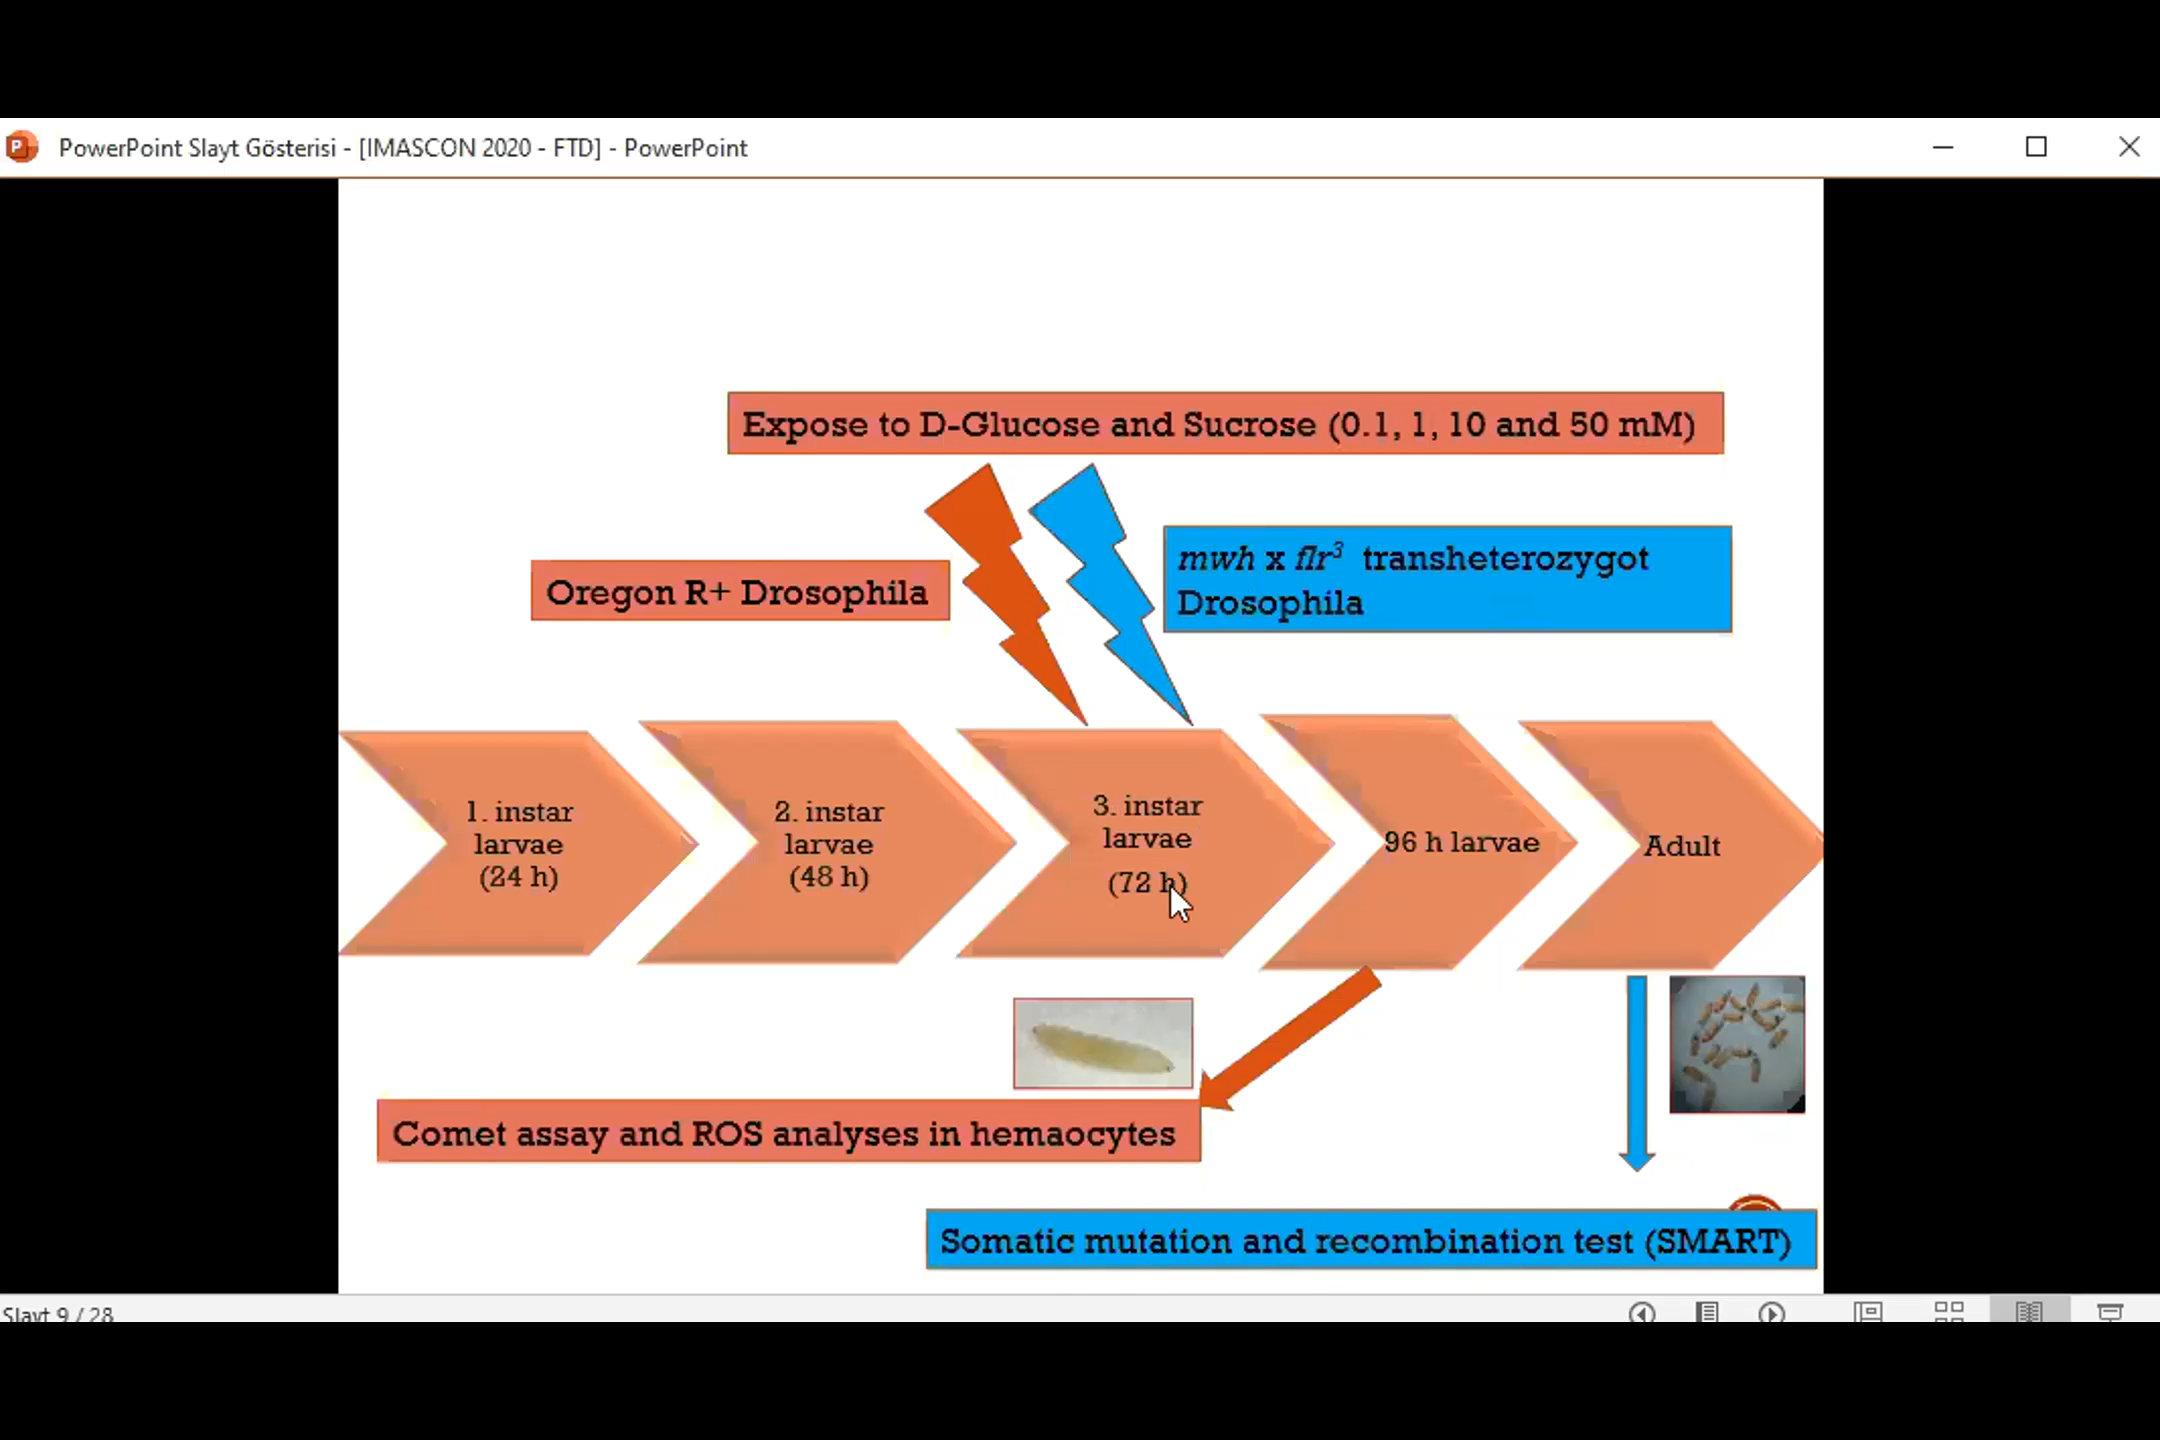 PowerPoint Slayt Gösterisi - [IMASCON 2020 - FTD] - PowerPoint
Expose to D-Glucose and Sucrose (0.1, 1, 10 and 50 mM)
Oregon R+ Drosophila
mwh x flr³ transheterozygot
Drosophila
1. instar
larvae
(24 h)
2. instar
larvae
(48 h)
3. instar
larvae
(72 h)
96 h larvae
Adult
Comet assay and ROS analyses in hemaocytes
Somatic mutation and recombination test (SMART)
Slayt 9 / 28